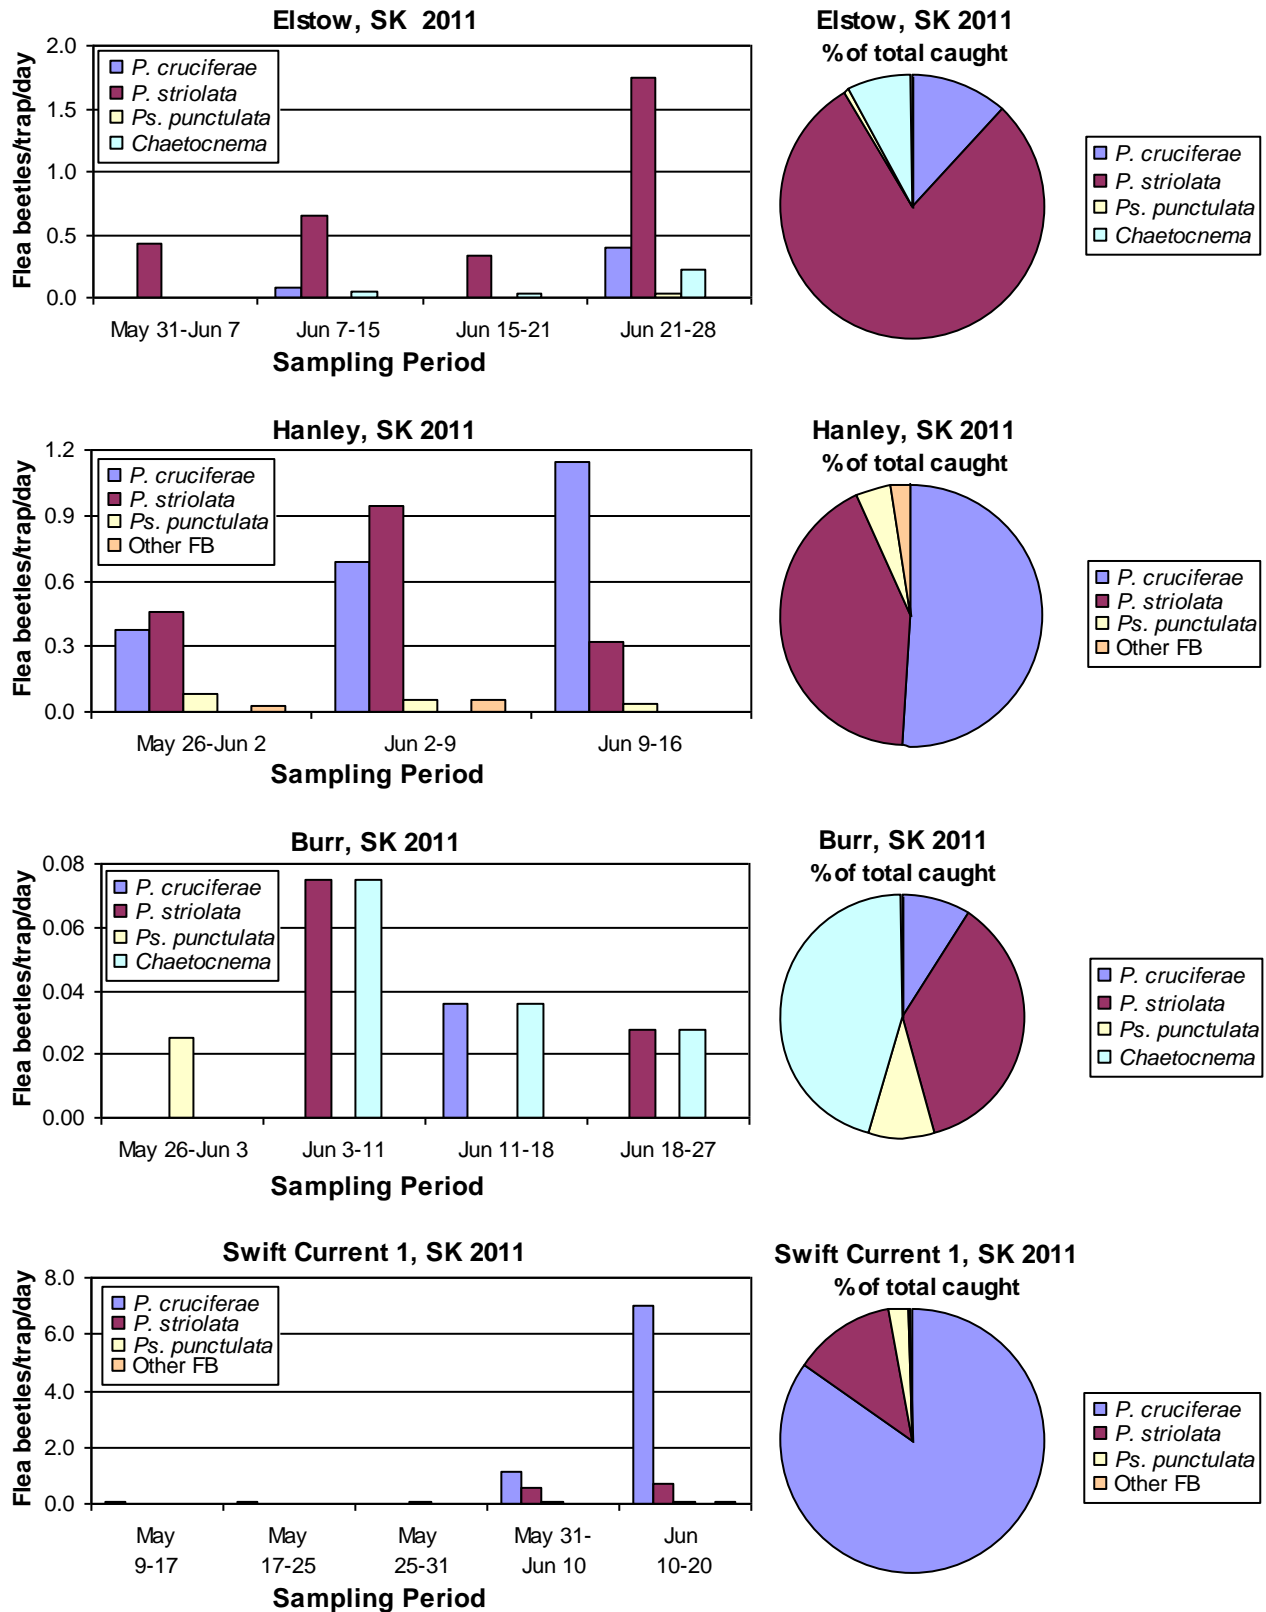 Elstow, SK 2011
Flea beetles/trap/day
2.0
1.5
1.0
0.5
0.0
P. cruciferae
P. striolata
Ps. punctulata
Chaetocnema
May 31-Jun 7
Jun 7-15
Jun 15-21
Jun 21-28
Sampling Period
Elstow, SK 2011
% of total caught
P. cruciferae
P. striolata
Ps. punctulata
Chaetocnema
Hanley, SK 2011
Flea beetles/trap/day
1.2
0.9
0.6
0.3
0.0
P. cruciferae
P. striolata
Ps. punctulata
Other FB
May 26-Jun 2
Jun 2-9
Jun 9-16
Sampling Period
Hanley, SK 2011
% of total caught
P. cruciferae
P. striolata
Ps. punctulata
Other FB
Burr, SK 2011
Flea beetles/trap/day
0.08
0.06
0.04
0.02
0.00
P. cruciferae
P. striolata
Ps. punctulata
Chaetocnema
May 26-Jun 3
Jun 3-11
Jun 11-18
Jun 18-27
Sampling Period
Burr, SK 2011
% of total caught
P. cruciferae
P. striolata
Ps. punctulata
Chaetocnema
Swift Current 1, SK 2011
Flea beetles/trap/day
8.0
6.0
4.0
2.0
0.0
P. cruciferae
P. striolata
Ps. punctulata
Other FB
May
9-17
May
17-25
May
25-31
May 31-
Jun 10
Jun
10-20
Sampling Period
Swift Current 1, SK 2011
% of total caught
P. cruciferae
P. striolata
Ps. punctulata
Other FB